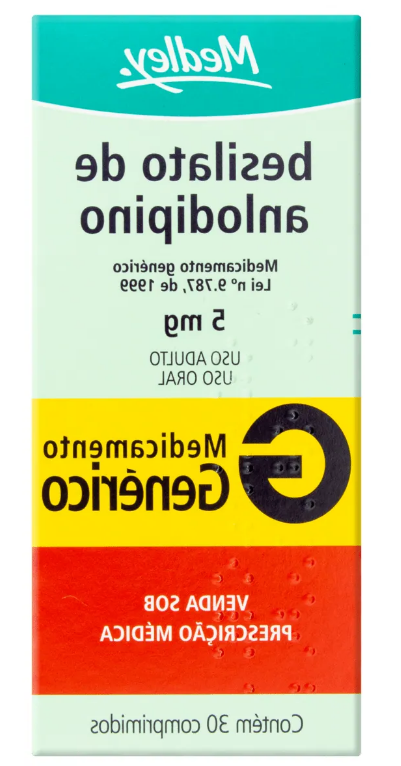 Medley.
besilato de
anlodipino
Medicamento genérico
Lei nº 9.787, de 1999
5 mg
USO ADULTO
USO ORAL
G Medicamento
Genérico
VENDA SOB
PRESCRIÇÃO MÉDICA
Contém 30 comprimidos